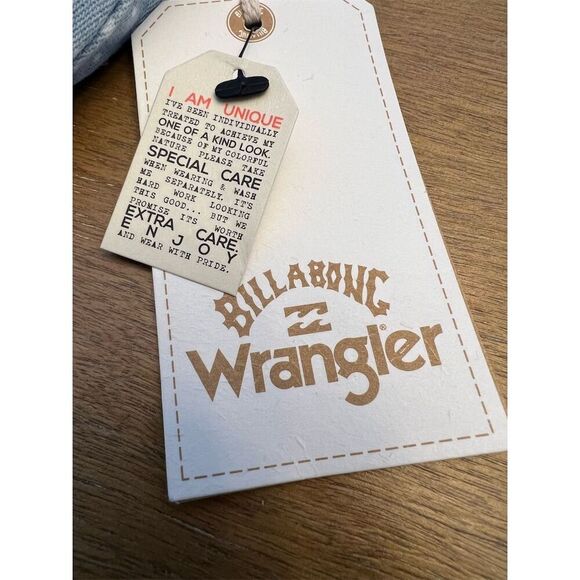 I AM UNIQUE
I'VE BEEN INDIVIDUALLY
TREATED TO ACHIEVE MY
ONE OF A KIND LOOK.
BECAUSE OF MY COLORFUL
NATURE PLEASE TAKE
SPECIAL CARE
WHEN WEARING & WASH
ME SEPARATELY. IT'S
HARD WORK LOOKING
THIS GOOD... BUT WE
PROMISE ITS WORTH
EXTRA CARE.
ENJOY
AND WEAR WITH PRIDE.
BILLABONG
Wrangler®